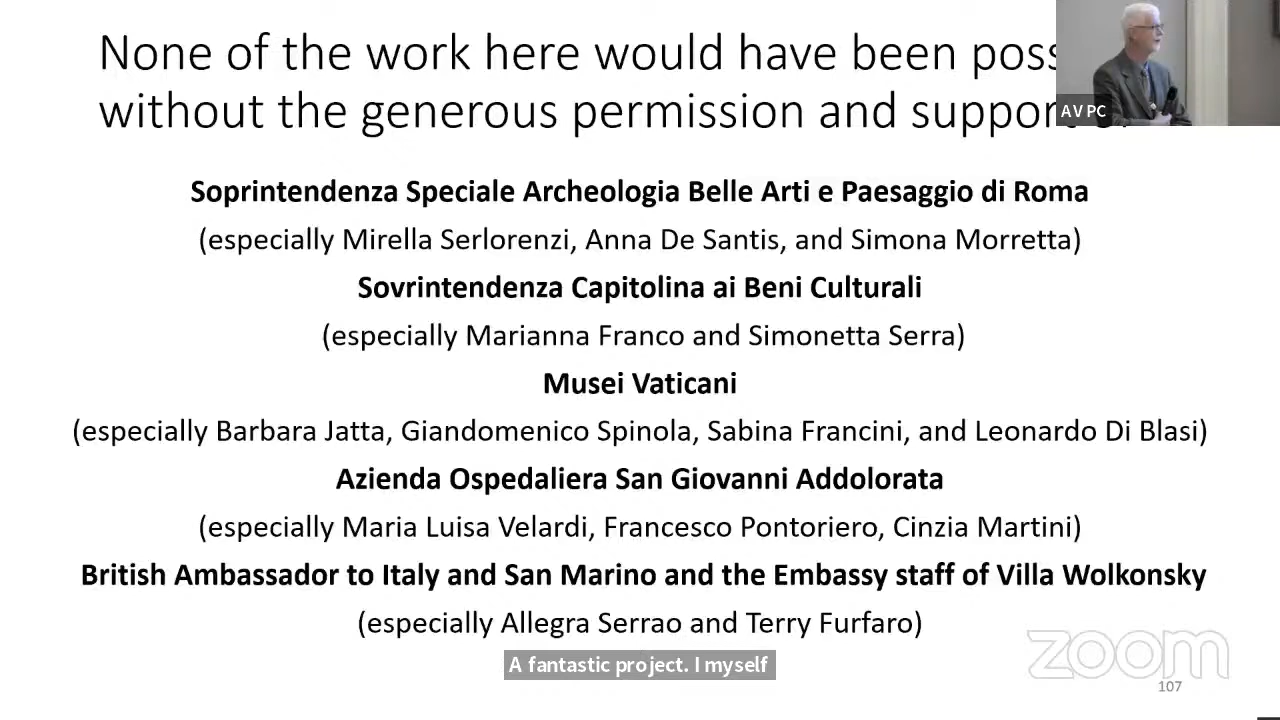 None of the work here would have been poss
without the generous permission and support
AV PC
Soprintendenza Speciale Archeologia Belle Arti e Paesaggio di Roma
(especially Mirella Serlorenzi, Anna De Santis, and Simona Morretta)
Sovrintendenza Capitolina ai Beni Culturali
(especially Marianna Franco and Simonetta Serra)
Musei Vaticani
(especially Barbara Jatta, Giandomenico Spinola, Sabina Francini, and Leonardo Di Blasi)
Azienda Ospedaliera San Giovanni Addolorata
(especially Maria Luisa Velardi, Francesco Pontoriero, Cinzia Martini)
British Ambassador to Italy and San Marino and the Embassy staff of Villa Wolkonsky
(especially Allegra Serrao and Terry Furfaro)
A fantastic project. I myself
zoom
107